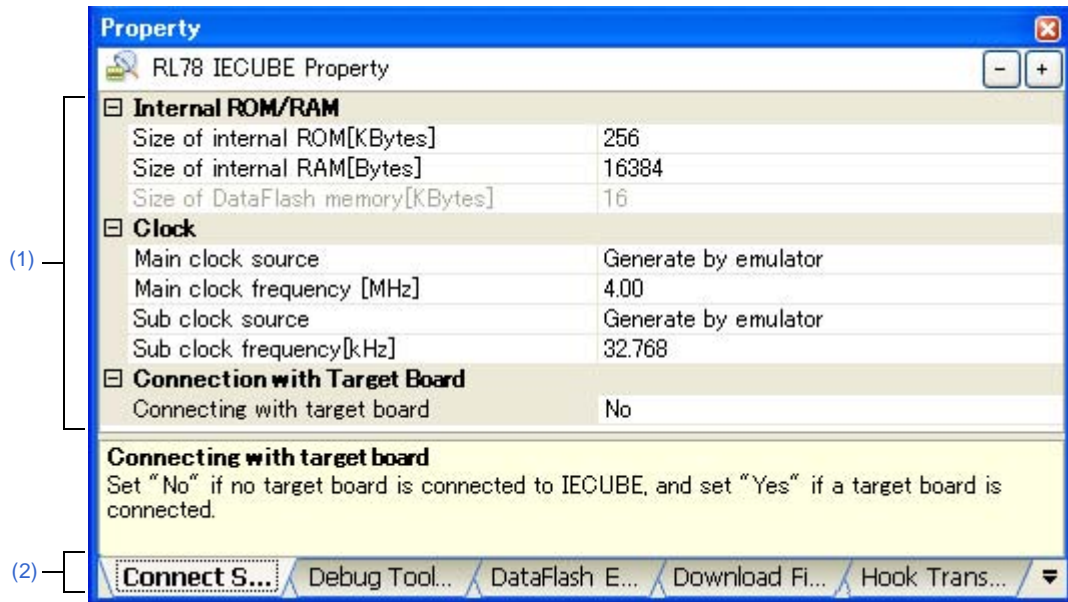 Property
RL78 IECUBE Property
- +
(1)
Internal ROM/RAM
Size of internal ROM[KBytes] 256
Size of internal RAM[Bytes] 16384
Size of DataFlash memory[KBytes] 16
Clock
Main clock source Generate by emulator
Main clock frequency [MHz] 4.00
Sub clock source Generate by emulator
Sub clock frequency[kHz] 32.768
Connection with Target Board
Connecting with target board No
Connecting with target board
Set "No" if no target board is connected to IECUBE, and set "Yes" if a target board is
connected.
(2)
Connect S... Debug Tool... DataFlash E... Download Fi... Hook Trans...